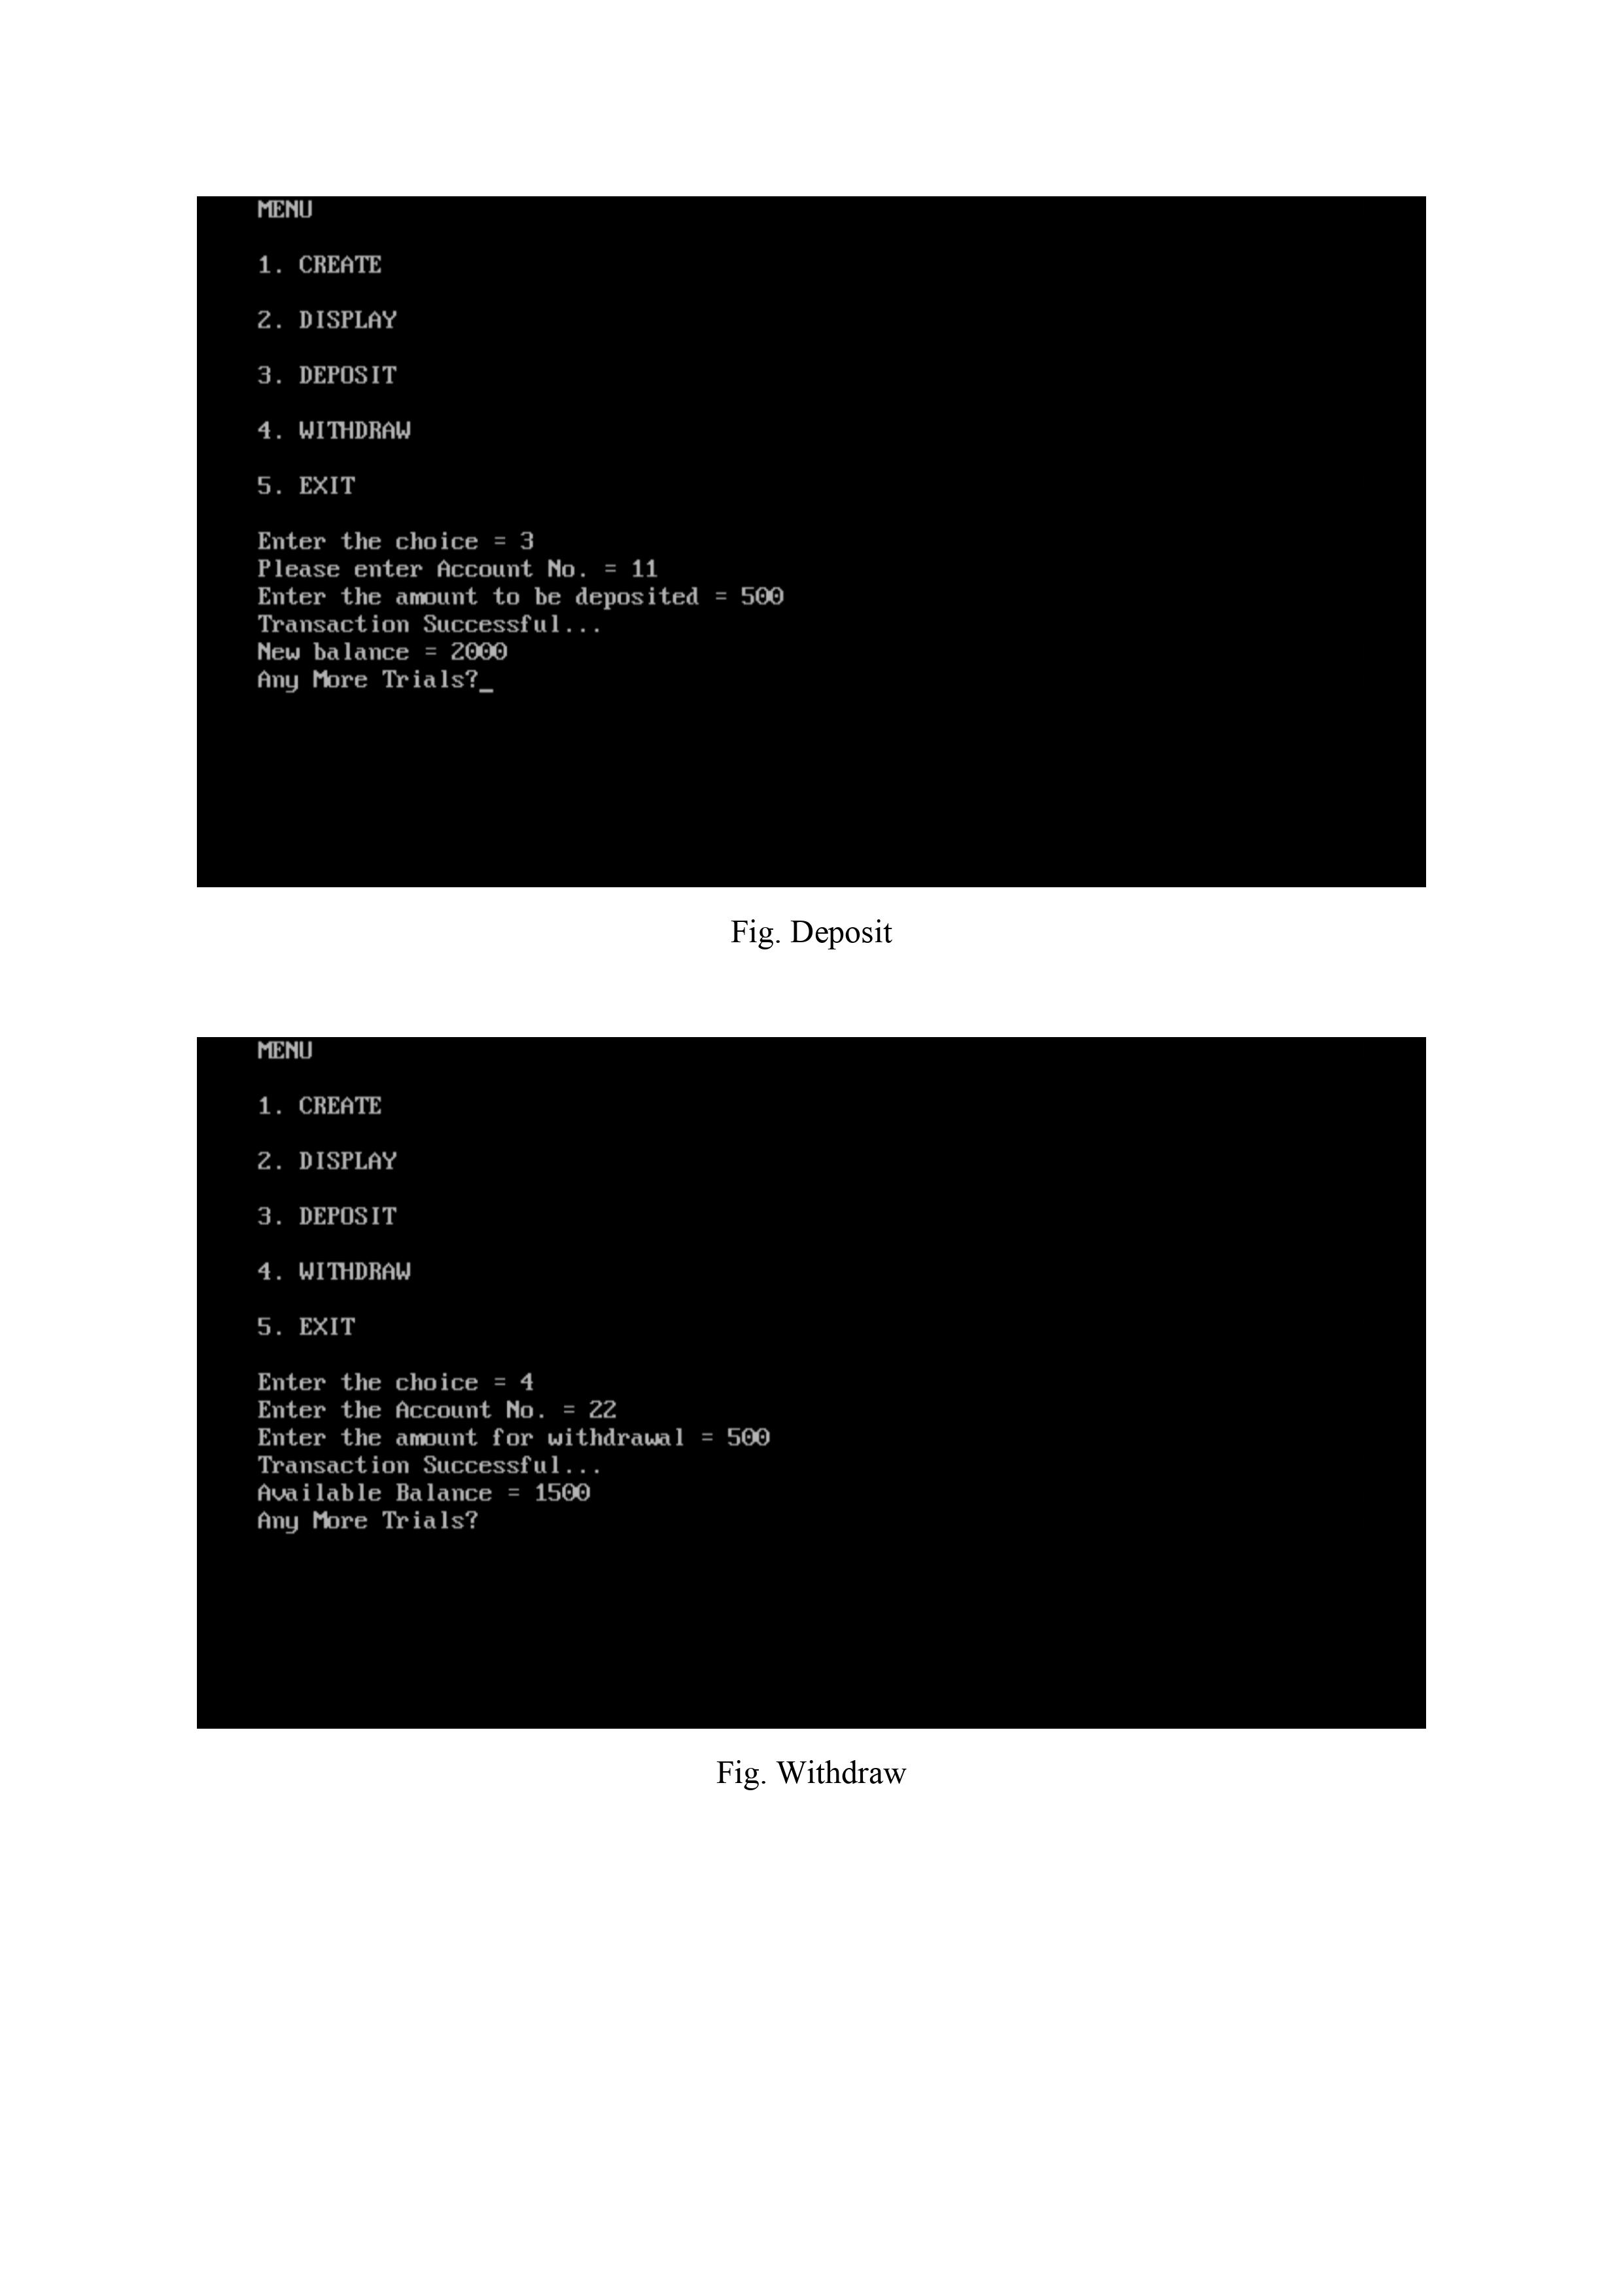 MENU
1. CREATE
2. DISPLAY
3. DEPOSIT
4. WITHDRAW
5. EXIT
Enter the choice = 3
Please enter Account No. = 11
Enter the amount to be deposited = 500
Transaction Successful...
New balance = 2000
Any More Trials?_
Fig. Deposit
MENU
1. CREATE
2. DISPLAY
3. DEPOSIT
4. WITHDRAW
5. EXIT
Enter the choice = 4
Enter the Account No. = 22
Enter the amount for withdrawal = 500
Transaction Successful...
Available Balance = 1500
Any More Trials?
Fig. Withdraw